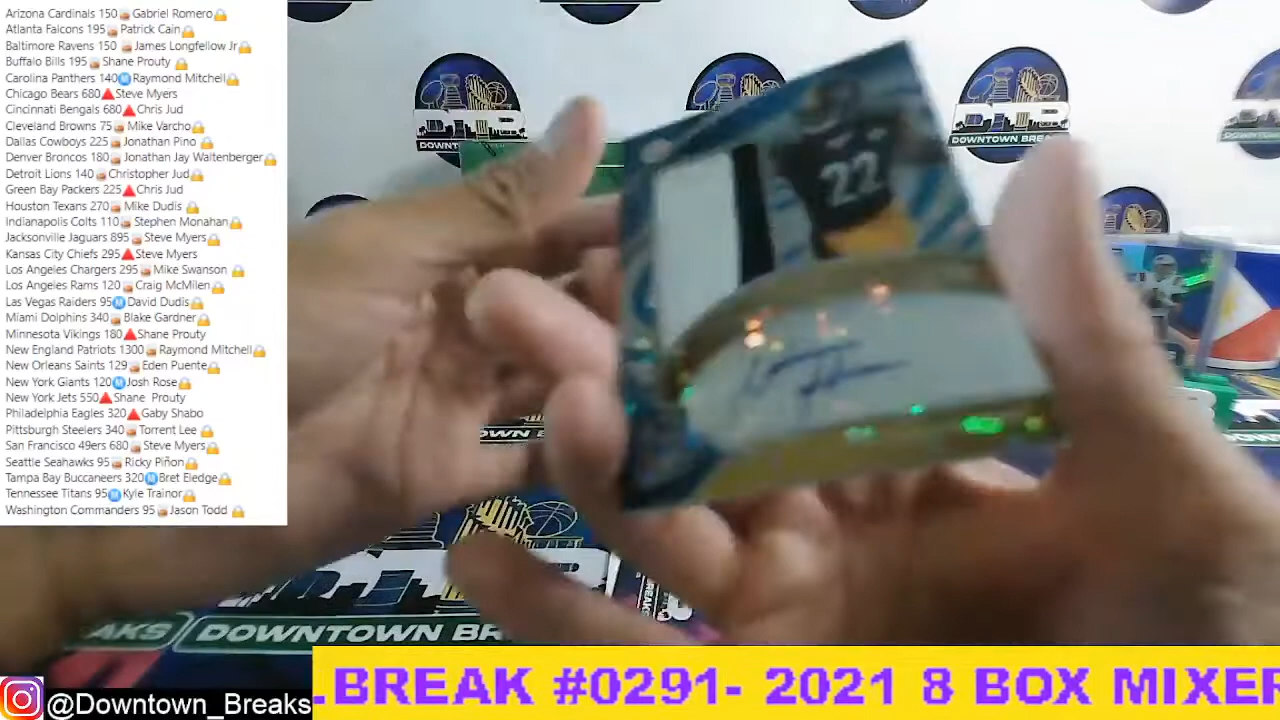 Arizona Cardinals 150 Gabriel Romero
Atlanta Falcons 195 Patrick Cain
Baltimore Ravens 150 James Longfellow Jr
Buffalo Bills 195 Shane Prouty
Carolina Panthers 140 M Raymond Mitchell
Chicago Bears 680 Steve Myers
Cincinnati Bengals 680 Chris Jud
Cleveland Browns 75 Mike Varcho
Dallas Cowboys 225 Jonathan Pino
Denver Broncos 180 Jonathan Jay Waltenberger
Detroit Lions 140 Christopher Jud
Green Bay Packers 225 Chris Jud
Houston Texans 270 Mike Dudis
Indianapolis Colts 110 Stephen Monahan
Jacksonville Jaguars 895 Steve Myers
Kansas City Chiefs 295 Steve Myers
Los Angeles Chargers 295 Mike Swanson
Los Angeles Rams 120 Craig McMilen
Las Vegas Raiders 95 M David Dudis
Miami Dolphins 340 Blake Gardner
Minnesota Vikings 180 Shane Prouty
New England Patriots 1300 Raymond Mitchell
New Orleans Saints 129 Eden Puente
New York Giants 120 M Josh Rose
New York Jets 550 Shane Prouty
Philadelphia Eagles 320 Gaby Shabo
Pittsburgh Steelers 340 Torrent Lee
San Francisco 49ers 680 Steve Myers
Seattle Seahawks 95 Ricky Piñon
Tampa Bay Buccaneers 320 M Bret Eledge
Tennessee Titans 95 M Kyle Trainor
Washington Commanders 95 Jason Todd
22
DOWNTOWN BREA
DOWNT
DOWNTOWN B
AKS
DOWNTOWN BR
BREAKS
@Downtown_Breaks
.BREAK #0291- 2021 8 BOX MIXER